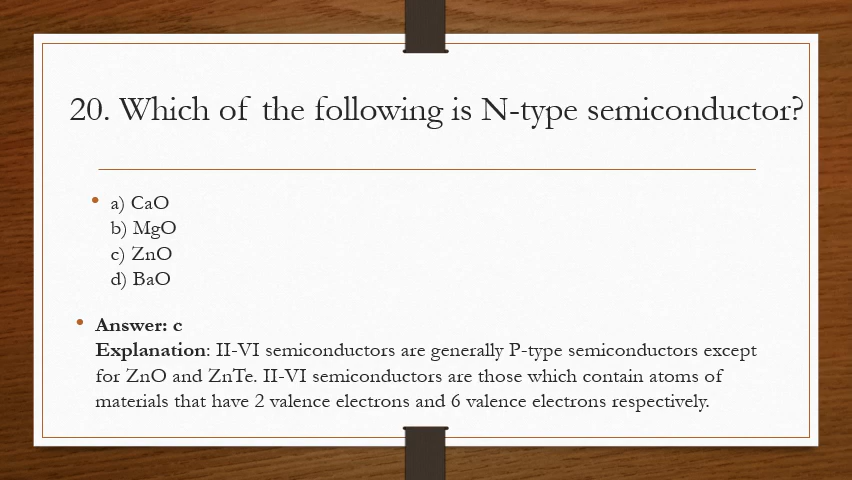 20. Which of the following is N-type semiconductor?
• a) CaO
b) MgO
c) ZnO
d) BaO
• Answer: c
Explanation: II-VI semiconductors are generally P-type semiconductors except
for ZnO and ZnTe. II-VI semiconductors are those which contain atoms of
materials that have 2 valence electrons and 6 valence electrons respectively.